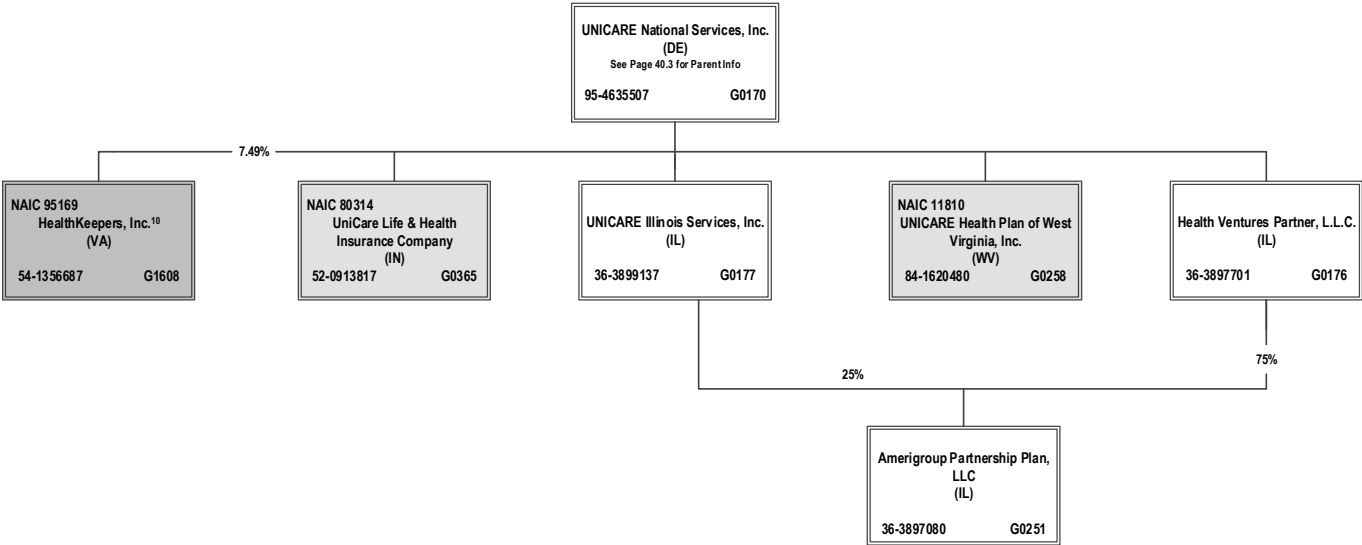 UNICARE National Services, Inc.
(DE)
See Page 40.3 for Parent Info
95-4635507 G0170
7.49%
NAIC 95169
HealthKeepers, Inc.¹⁰
(VA)
54-1356687 G1608
NAIC 80314
UniCare Life & Health
Insurance Company
(IN)
52-0913817 G0365
UNICARE Illinois Services, Inc.
(IL)
36-3899137 G0177
NAIC 11810
UNICARE Health Plan of West
Virginia, Inc.
(WV)
84-1620480 G0258
Health Ventures Partner, L.L.C.
(IL)
36-3897701 G0176
25%
75%
Amerigroup Partnership Plan,
LLC
(IL)
36-3897080 G0251